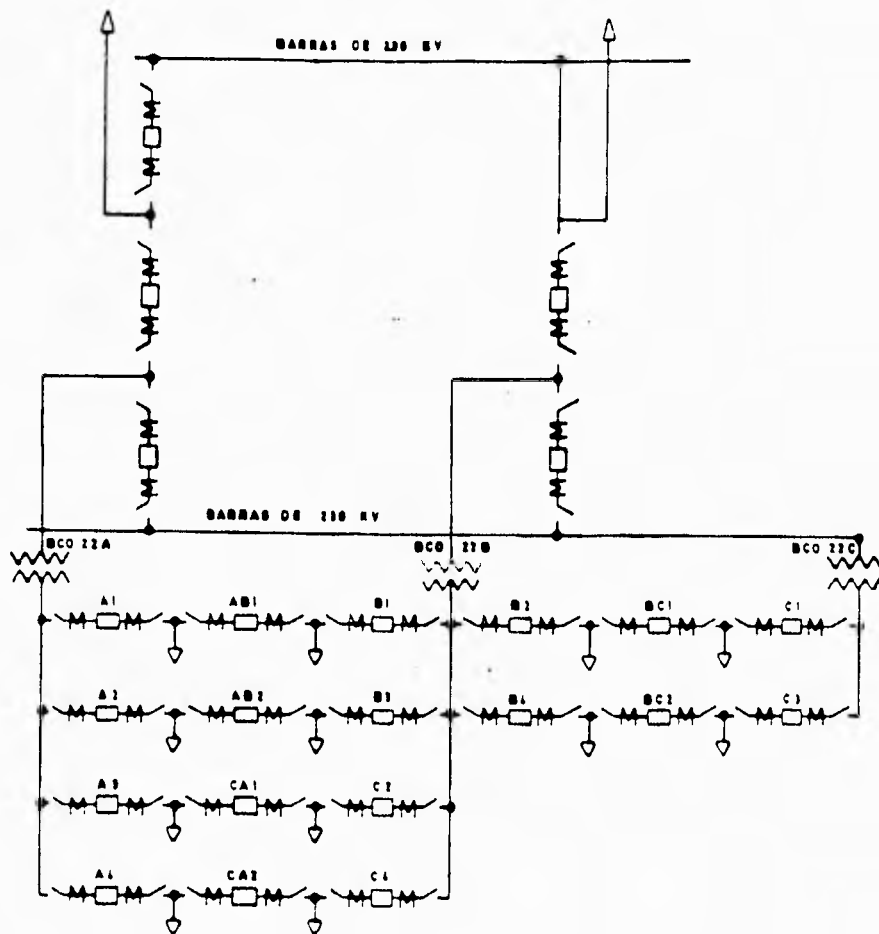 BARRAS DE 230 KV
BARRAS DE 230 KV
BCO 22A
BCO 22B
BCO 22C
A1 AB1 B1 B2 BC1 C1
A2 AB2 B3 B4 BC2 C3
A3 CA1 C2
A4 CA2 C4